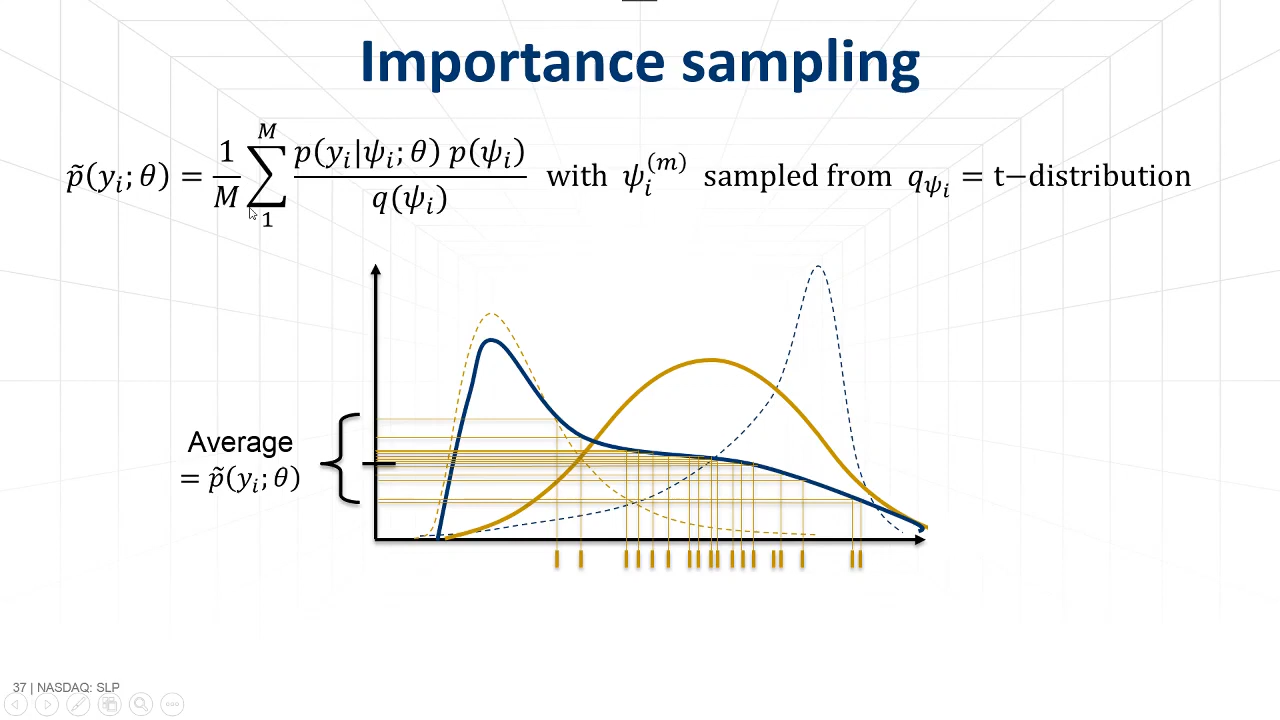 Importance sampling
p̃(yᵢ; θ) = 1/M ∑₁ᴹ p(yᵢ|ψᵢ; θ) p(ψᵢ) / q(ψᵢ) with ψᵢ⁽ᵐ⁾ sampled from q_ψᵢ = t−distribution
Average
= p̃(yᵢ; θ)
37 | NASDAQ: SLP